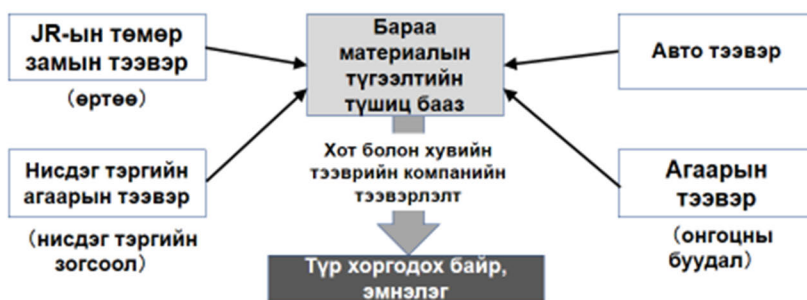 JR-ын төмөр
замын тээвэр
(өртөө)
Бараа
материалын
түгээлтийн
түшиц бааз
Авто тээвэр
Нисдэг тэргийн
агаарын тээвэр
(нисдэг тэргийн
зогсоол)
Хот болон хувийн
тээврийн компанийн
тээвэрлэлт
Агаарын
тээвэр
(онгоцны
буудал)
Түр хоргодох байр,
эмнэлэг